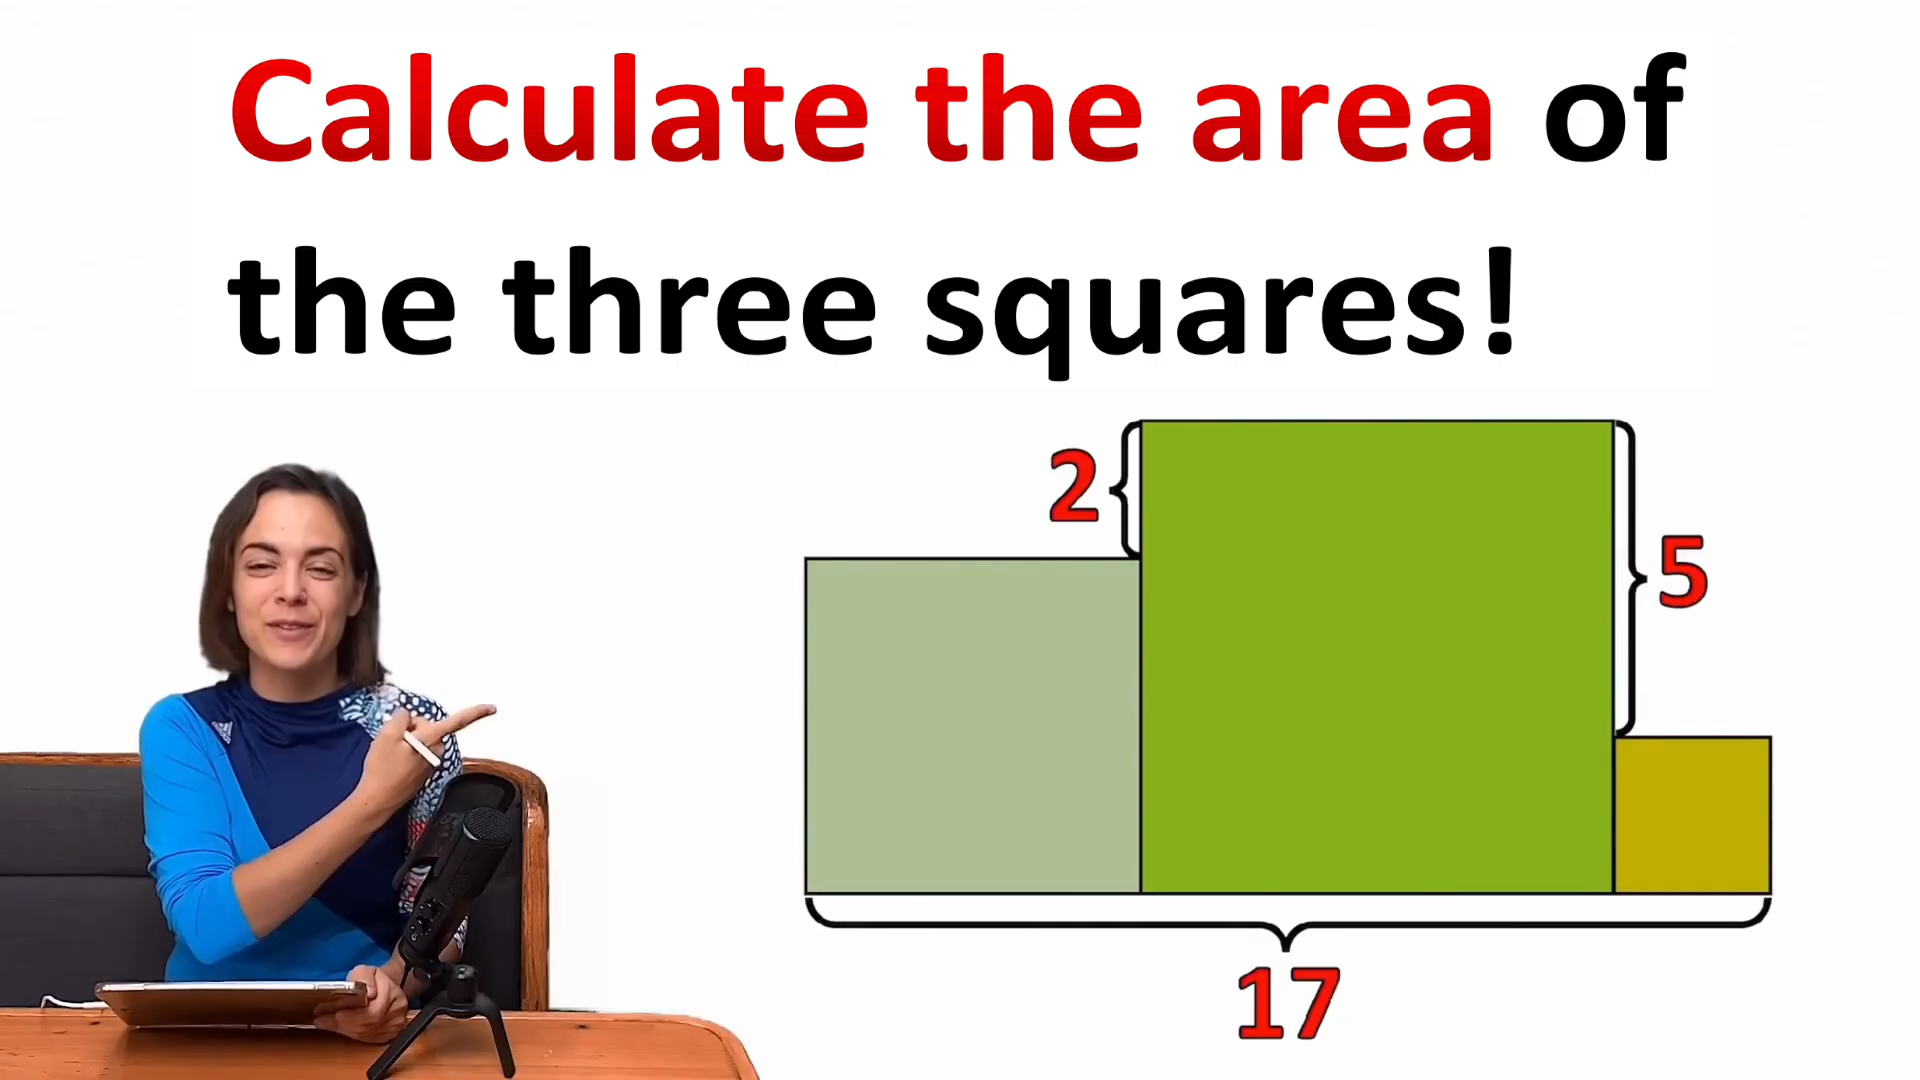 Calculate the area of
the three squares!
2
5
17